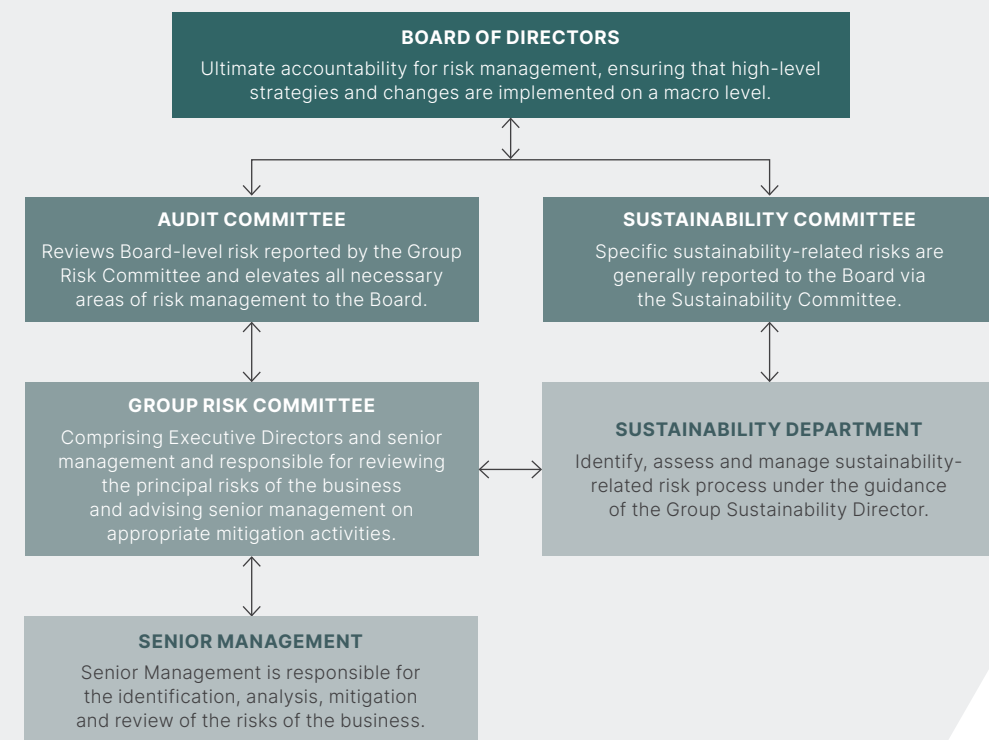 BOARD OF DIRECTORS
Ultimate accountability for risk management, ensuring that high-level
strategies and changes are implemented on a macro level.
AUDIT COMMITTEE
Reviews Board-level risk reported by the Group
Risk Committee and elevates all necessary
areas of risk management to the Board.
SUSTAINABILITY COMMITTEE
Specific sustainability-related risks are
generally reported to the Board via
the Sustainability Committee.
GROUP RISK COMMITTEE
Comprising Executive Directors and senior
management and responsible for reviewing
the principal risks of the business
and advising senior management on
appropriate mitigation activities.
SUSTAINABILITY DEPARTMENT
Identify, assess and manage sustainability-
related risk process under the guidance
of the Group Sustainability Director.
SENIOR MANAGEMENT
Senior Management is responsible for
the identification, analysis, mitigation
and review of the risks of the business.